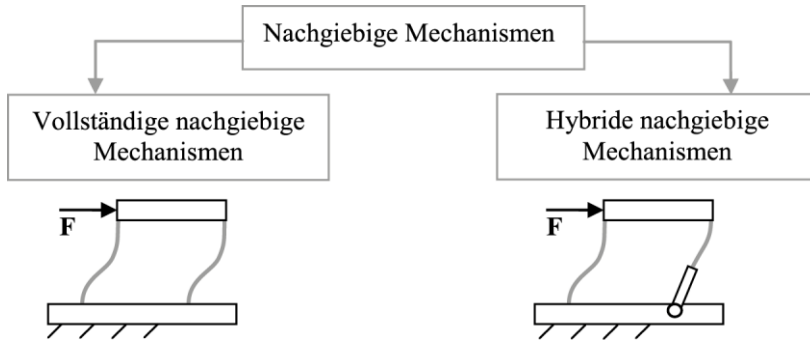 Nachgiebige Mechanismen
Vollständige nachgiebige
Mechanismen
Hybride nachgiebige
Mechanismen
F
F